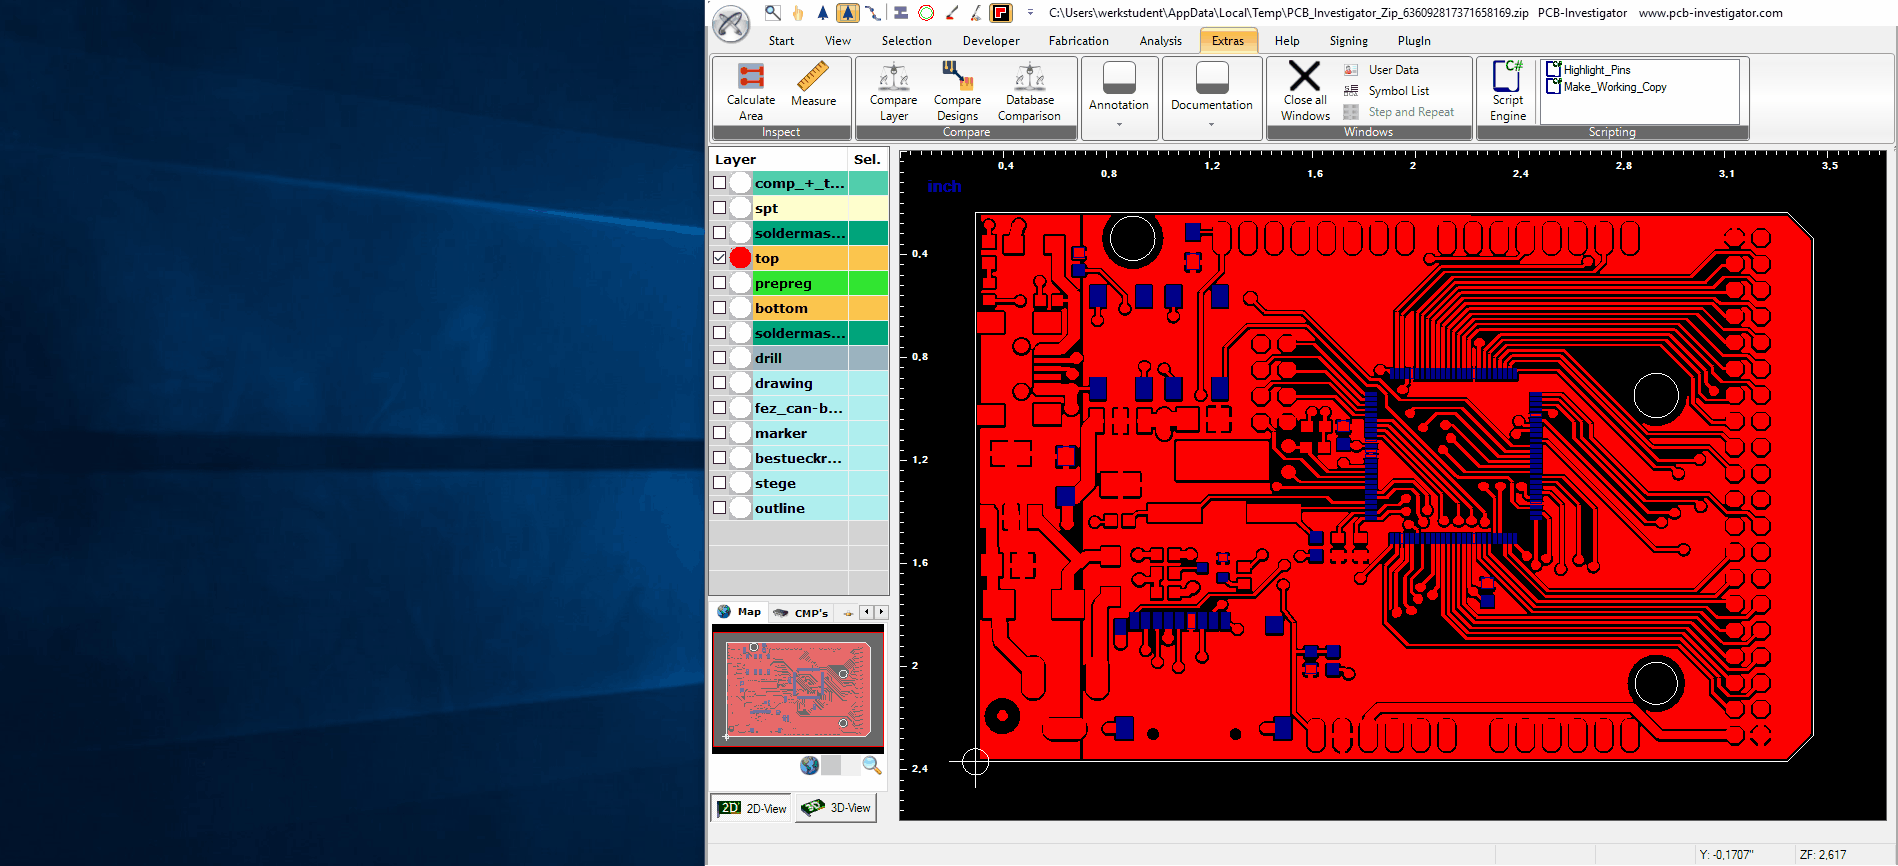 C:\Users\werkstudent\AppData\Local\Temp\PCB_Investigator_Zip_636092817371658169.zip PCB-Investigator www.pcb-investigator.com
Start View Selection Developer Fabrication Analysis Extras Help Signing PlugIn
Calculate Area
Measure
Inspect
Compare Layer
Compare Designs
Database Comparison
Compare
Annotation
Documentation
Close all Windows
User Data
Symbol List
Step and Repeat
Windows
Script Engine
Highlight_Pins
Make_Working_Copy
Scripting
Layer Sel.
comp_+_t...
spt
soldermas...
top
prepreg
bottom
soldermas...
drill
drawing
fez_can-b...
marker
bestueckr...
stege
outline
Map CMP's
2D 2D-View 3D-View
inch
0,4 0,8 1,2 1,6 2 2,4 2,8 3,1 3,5
0,4
0,8
1,2
1,6
2
2,4
Y: -0,1707" ZF: 2,617